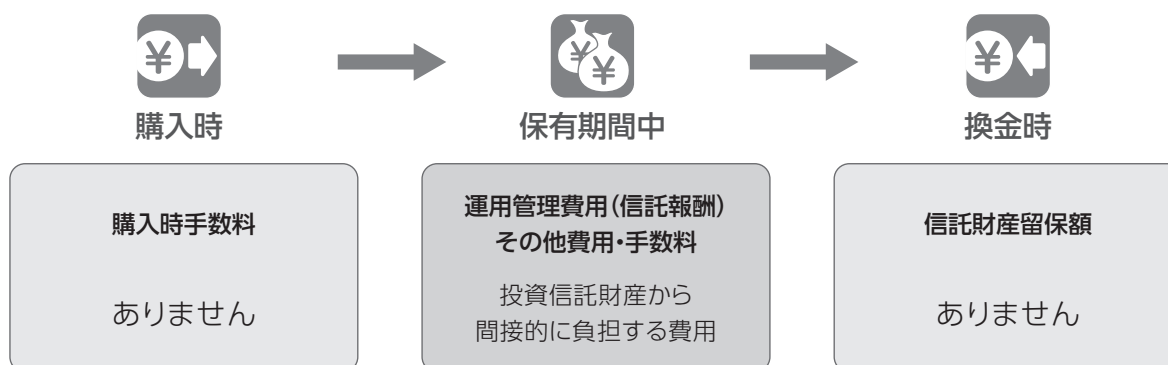 ¥
¥
¥
¥
購入時
保有期間中
換金時
購入時手数料
ありません
運用管理費用(信託報酬)
その他費用・手数料
投資信託財産から
間接的に負担する費用
信託財産留保額
ありません